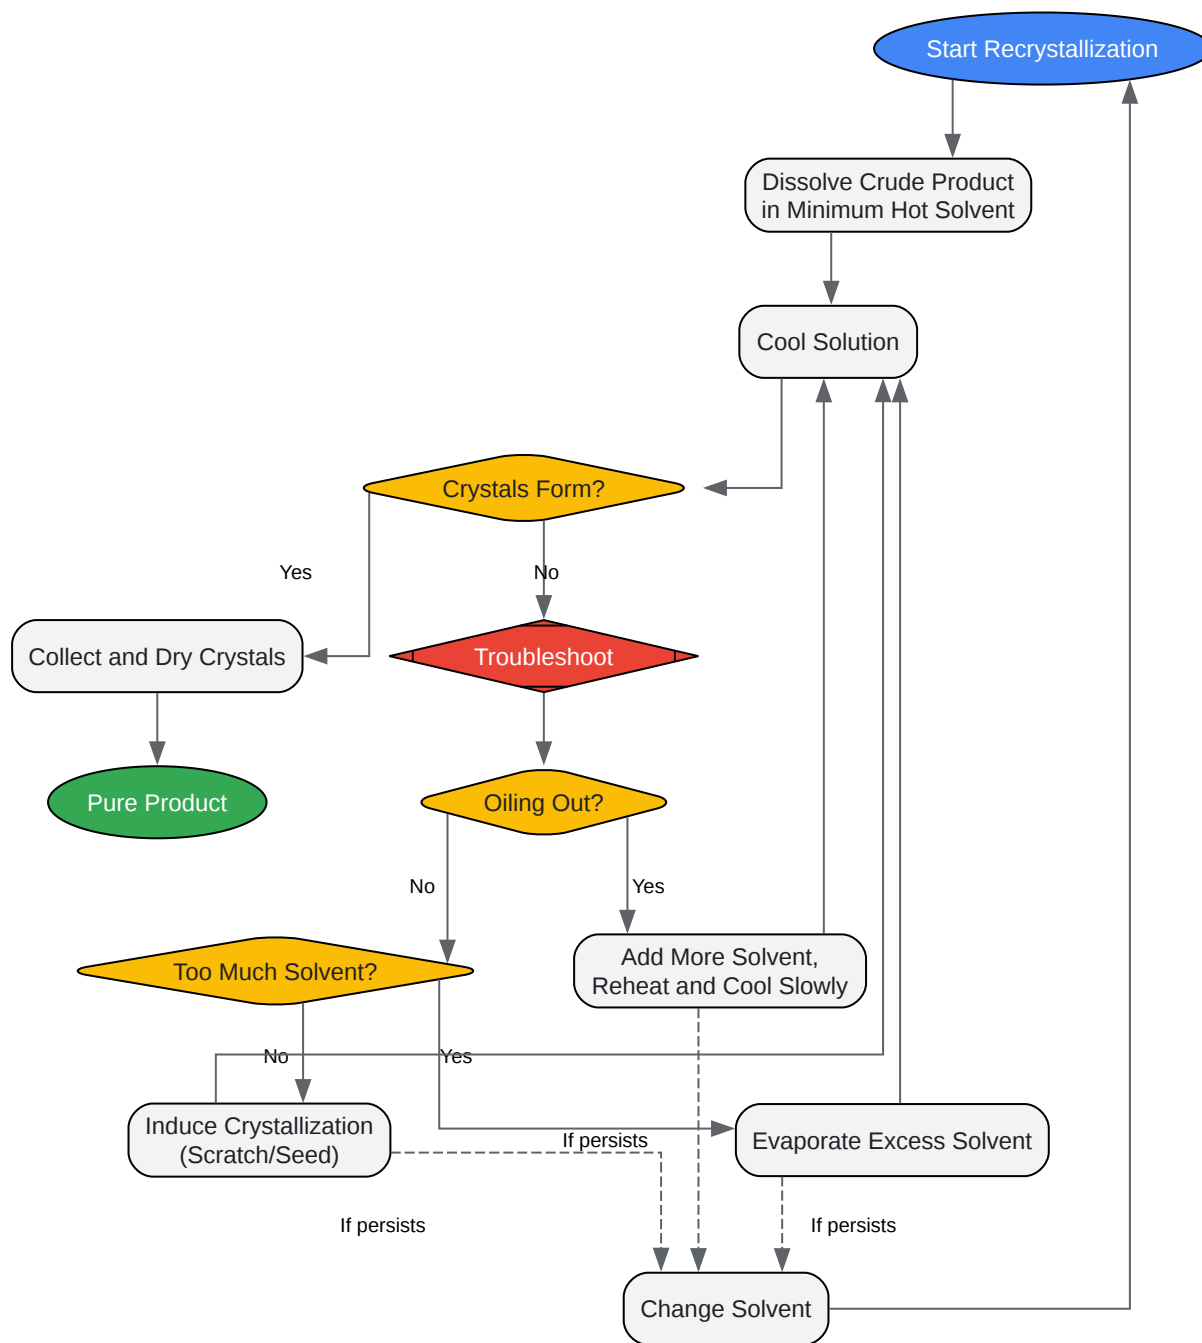 Start Recrystallization
Dissolve Crude Product
in Minimum Hot Solvent
Cool Solution
Crystals Form?
Yes
No
Collect and Dry Crystals
Troubleshoot
Pure Product
Oiling Out?
No
Yes
Too Much Solvent?
Add More Solvent,
Reheat and Cool Slowly
No
Yes
Induce Crystallization
(Scratch/Seed)
If persists
Evaporate Excess Solvent
If persists
If persists
Change Solvent